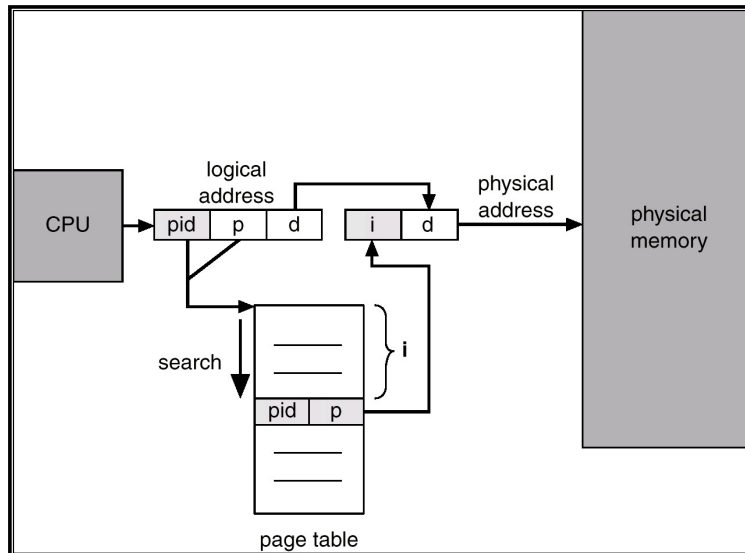 logical
address
physical
address
CPU
pid p d
i d
physical
memory
search
i
pid p
page table